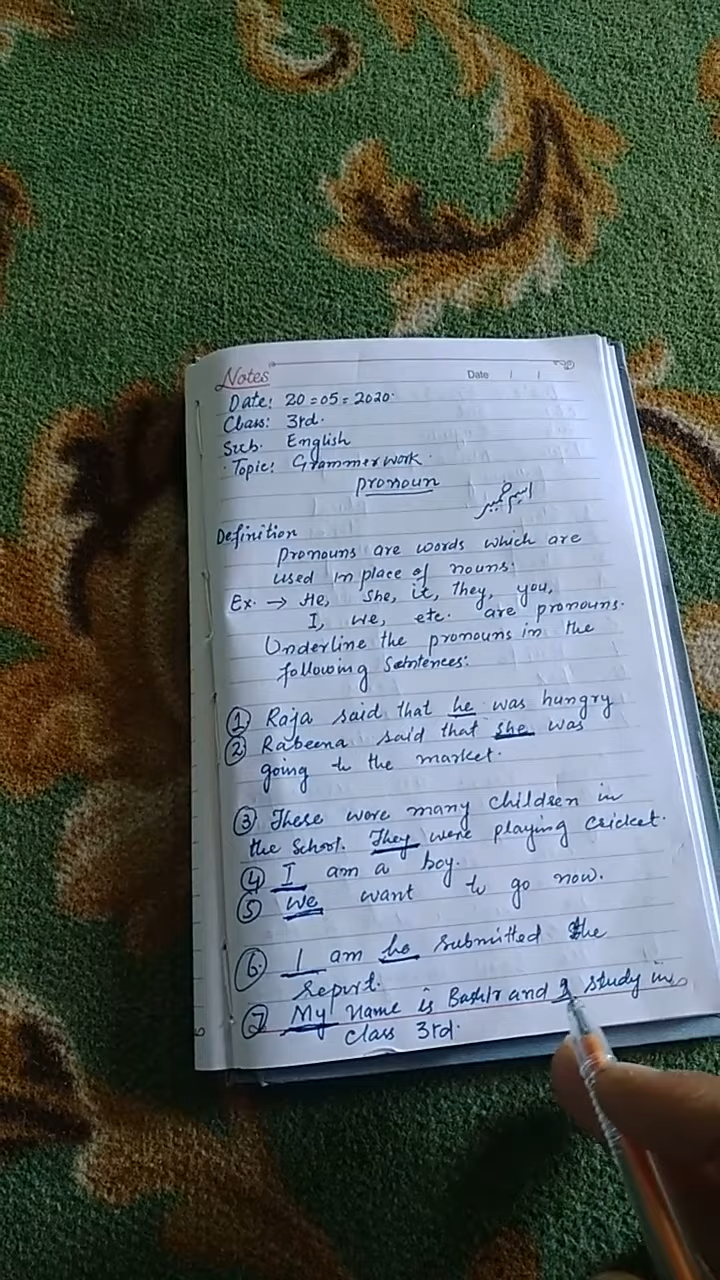 Notes
Date / /
Date: 20=05=2020.
Class: 3rd.
Sub. English
Topic: Grammer work.
Pronoun
اسم ضمیر
Definition
Pronouns are words which are
used in place of nouns.
Ex. → He, She, it, They, you,
I, we, etc. are pronouns.
Underline the pronouns in the
following Sentences:
① Raja said that he was hungry
② Rabeena said that she was
going to the market.
③ These were many children in
the School. They were playing cricket.
④ I am a boy.
⑤ We want to go now.
⑥ I am he submitted the
report.
⑦ My Name is Bashir and I study in
class 3rd.